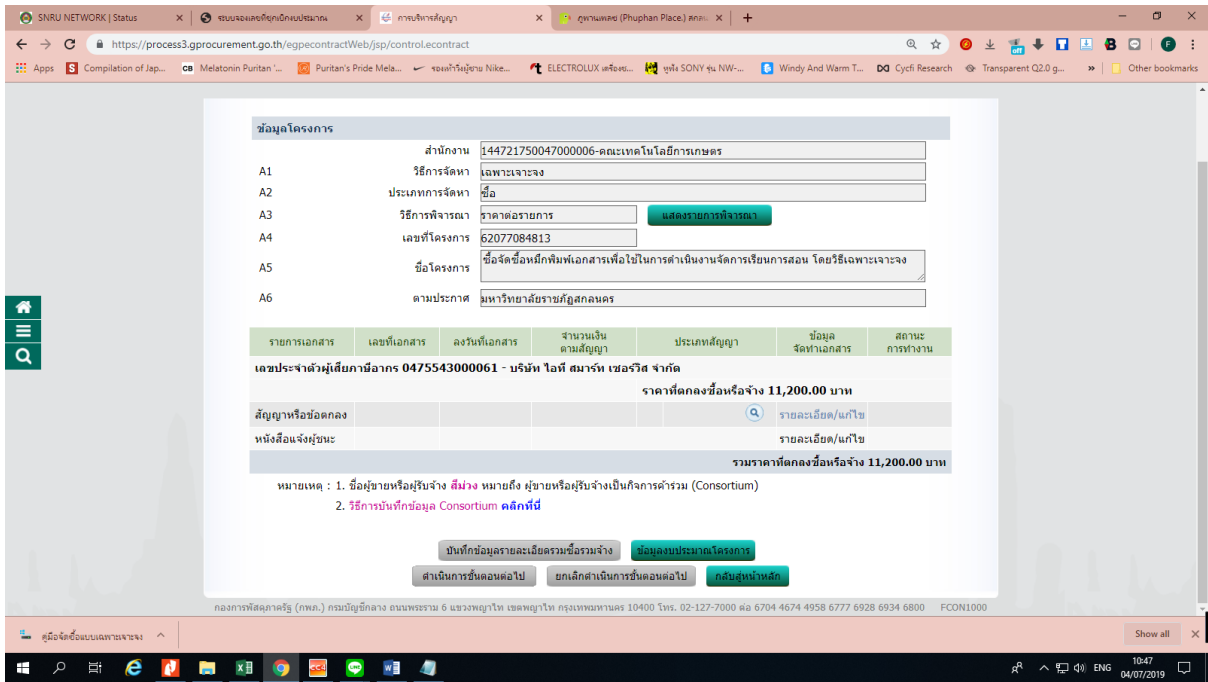 SNRU NETWORK | Status
ระบบจองเลขที่ชุดเบิกงบประมาณ
การบริหารสัญญา
ภูพานเพลซ (Phuphan Place.) สกลน
https://process3.gprocurement.go.th/egpecontractWeb/jsp/control.econtract
Apps
Compilation of Jap...
Melatonin Puritan '...
Puritan's Pride Mela...
รองเท้าวิ่งผู้ชาย Nike...
ELECTROLUX เครื่องซ...
หูฟัง SONY รุ่น NW-...
Windy And Warm T...
Cycfi Research
Transparent Q2.0 g...
»
Other bookmarks
ข้อมูลโครงการ
สำนักงาน 144721750047000006-คณะเทคโนโลยีการเกษตร
A1 วิธีการจัดหา เฉพาะเจาะจง
A2 ประเภทการจัดหา ซื้อ
A3 วิธีการพิจารณา ราคาต่อรายการ แสดงรายการพิจารณา
A4 เลขที่โครงการ 62077084813
A5 ชื่อโครงการ ซื้อจัดซื้อหมึกพิมพ์เอกสารเพื่อใช้ในการดำเนินงานจัดการเรียนการสอน โดยวิธีเฉพาะเจาะจง
A6 ตามประกาศ มหาวิทยาลัยราชภัฏสกลนคร
รายการเอกสาร เลขที่เอกสาร ลงวันที่เอกสาร จำนวนเงิน ตามสัญญา ประเภทสัญญา ข้อมูล จัดทำเอกสาร สถานะ การทำงาน
เลขประจำตัวผู้เสียภาษีอากร 0475543000061 - บริษัท ไอที สมาร์ท เซอร์วิส จำกัด
ราคาที่ตกลงซื้อหรือจ้าง 11,200.00 บาท
สัญญาหรือข้อตกลง รายละเอียด/แก้ไข
หนังสือแจ้งผู้ชนะ รายละเอียด/แก้ไข
รวมราคาที่ตกลงซื้อหรือจ้าง 11,200.00 บาท
หมายเหตุ : 1. ชื่อผู้ขายหรือผู้รับจ้าง สีม่วง หมายถึง ผู้ขายหรือผู้รับจ้างเป็นกิจการค้าร่วม (Consortium)
2. วิธีการบันทึกข้อมูล Consortium คลิกที่นี่
บันทึกข้อมูลรายละเอียดรวมซื้อรวมจ้าง ข้อมูลงบประมาณโครงการ
ดำเนินการขั้นตอนต่อไป ยกเลิกดำเนินการขั้นตอนต่อไป กลับสู่หน้าหลัก
กองการพัสดุภาครัฐ (กพภ.) กรมบัญชีกลาง ถนนพระราม 6 แขวงพญาไท เขตพญาไท กรุงเทพมหานคร 10400 โทร. 02-127-7000 ต่อ 6704 4674 4958 6777 6928 6934 6800 FCON1000
คู่มือจัดซื้อแบบเฉพาะเจาะจง
Show all
ENG
10:47
04/07/2019